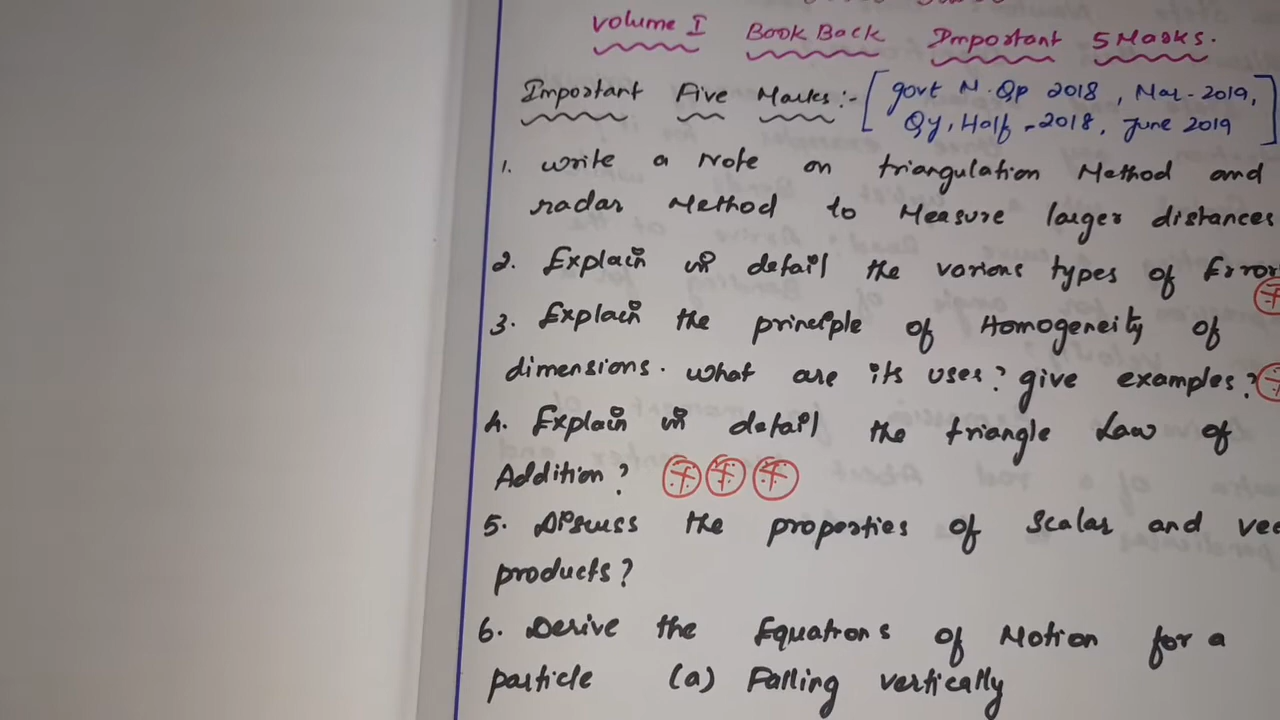 Volume I Book Back Important 5 Marks.
Important Five Marks:- [govt M.Qp 2018, Mar-2019,
Qy, Half-2018, June 2019]
1. Write a Note on triangulation Method and
radar Method to Measure larger distances
2. Explain in detail the various types of Error
3. Explain the principle of Homogeneity of
dimensions. What are its uses? give examples?
4. Explain in detail the triangle Law of
Addition?
5. Discuss the properties of Scalar and vec
products?
6. Derive the Equations of Motion for a
particle (a) Falling vertically